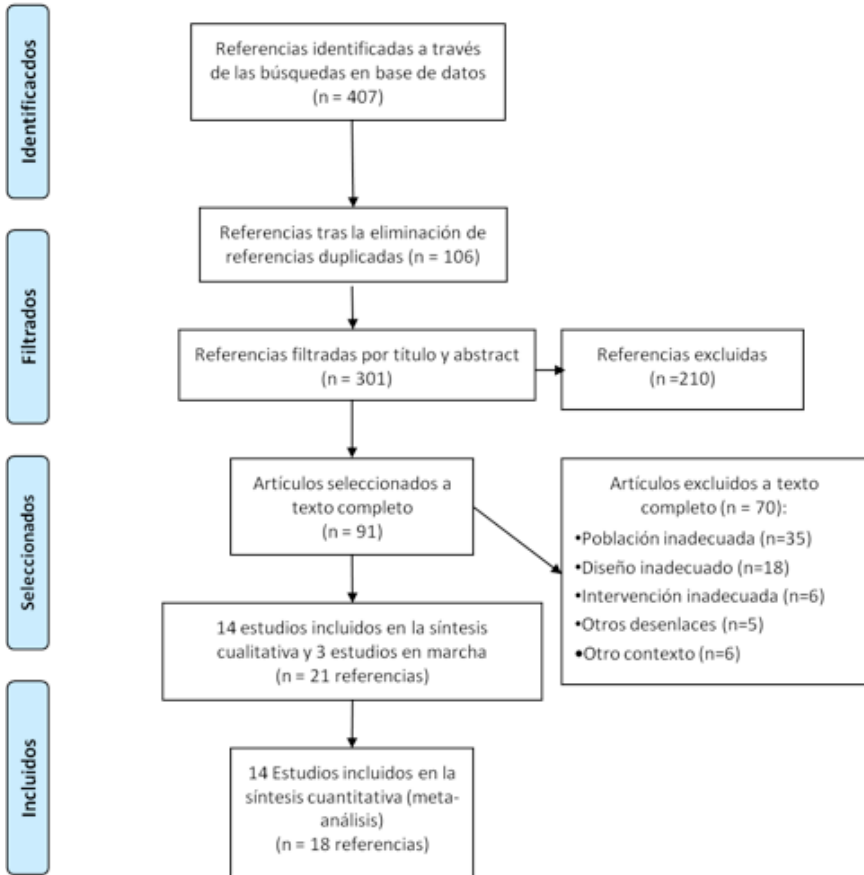 Identificacdos
Referencias identificadas a través
de las búsquedas en base de datos
(n = 407)
Filtrados
Referencias tras la eliminación de
referencias duplicadas (n = 106)
Referencias filtradas por título y abstract
(n = 301)
Referencias excluidas
(n =210)
Seleccionados
Artículos seleccionados a
texto completo
(n = 91)
Artículos excluidos a texto
completo (n = 70):
•Población inadecuada (n=35)
•Diseño inadecuado (n=18)
•Intervención inadecuada (n=6)
•Otros desenlaces (n=5)
•Otro contexto (n=6)
14 estudios incluidos en la síntesis
cualitativa y 3 estudios en marcha
(n = 21 referencias)
Incluidos
14 Estudios incluidos en la
síntesis cuantitativa (meta-
análisis)
(n = 18 referencias)